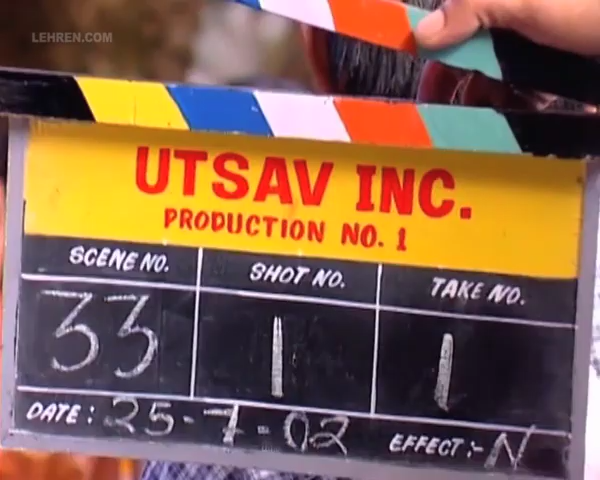 LEHREN.COM
UTSAV INC.
PRODUCTION NO. 1
SCENE NO. SHOT NO. TAKE NO.
33 1 1
DATE: 25-7-02 EFFECT:- N